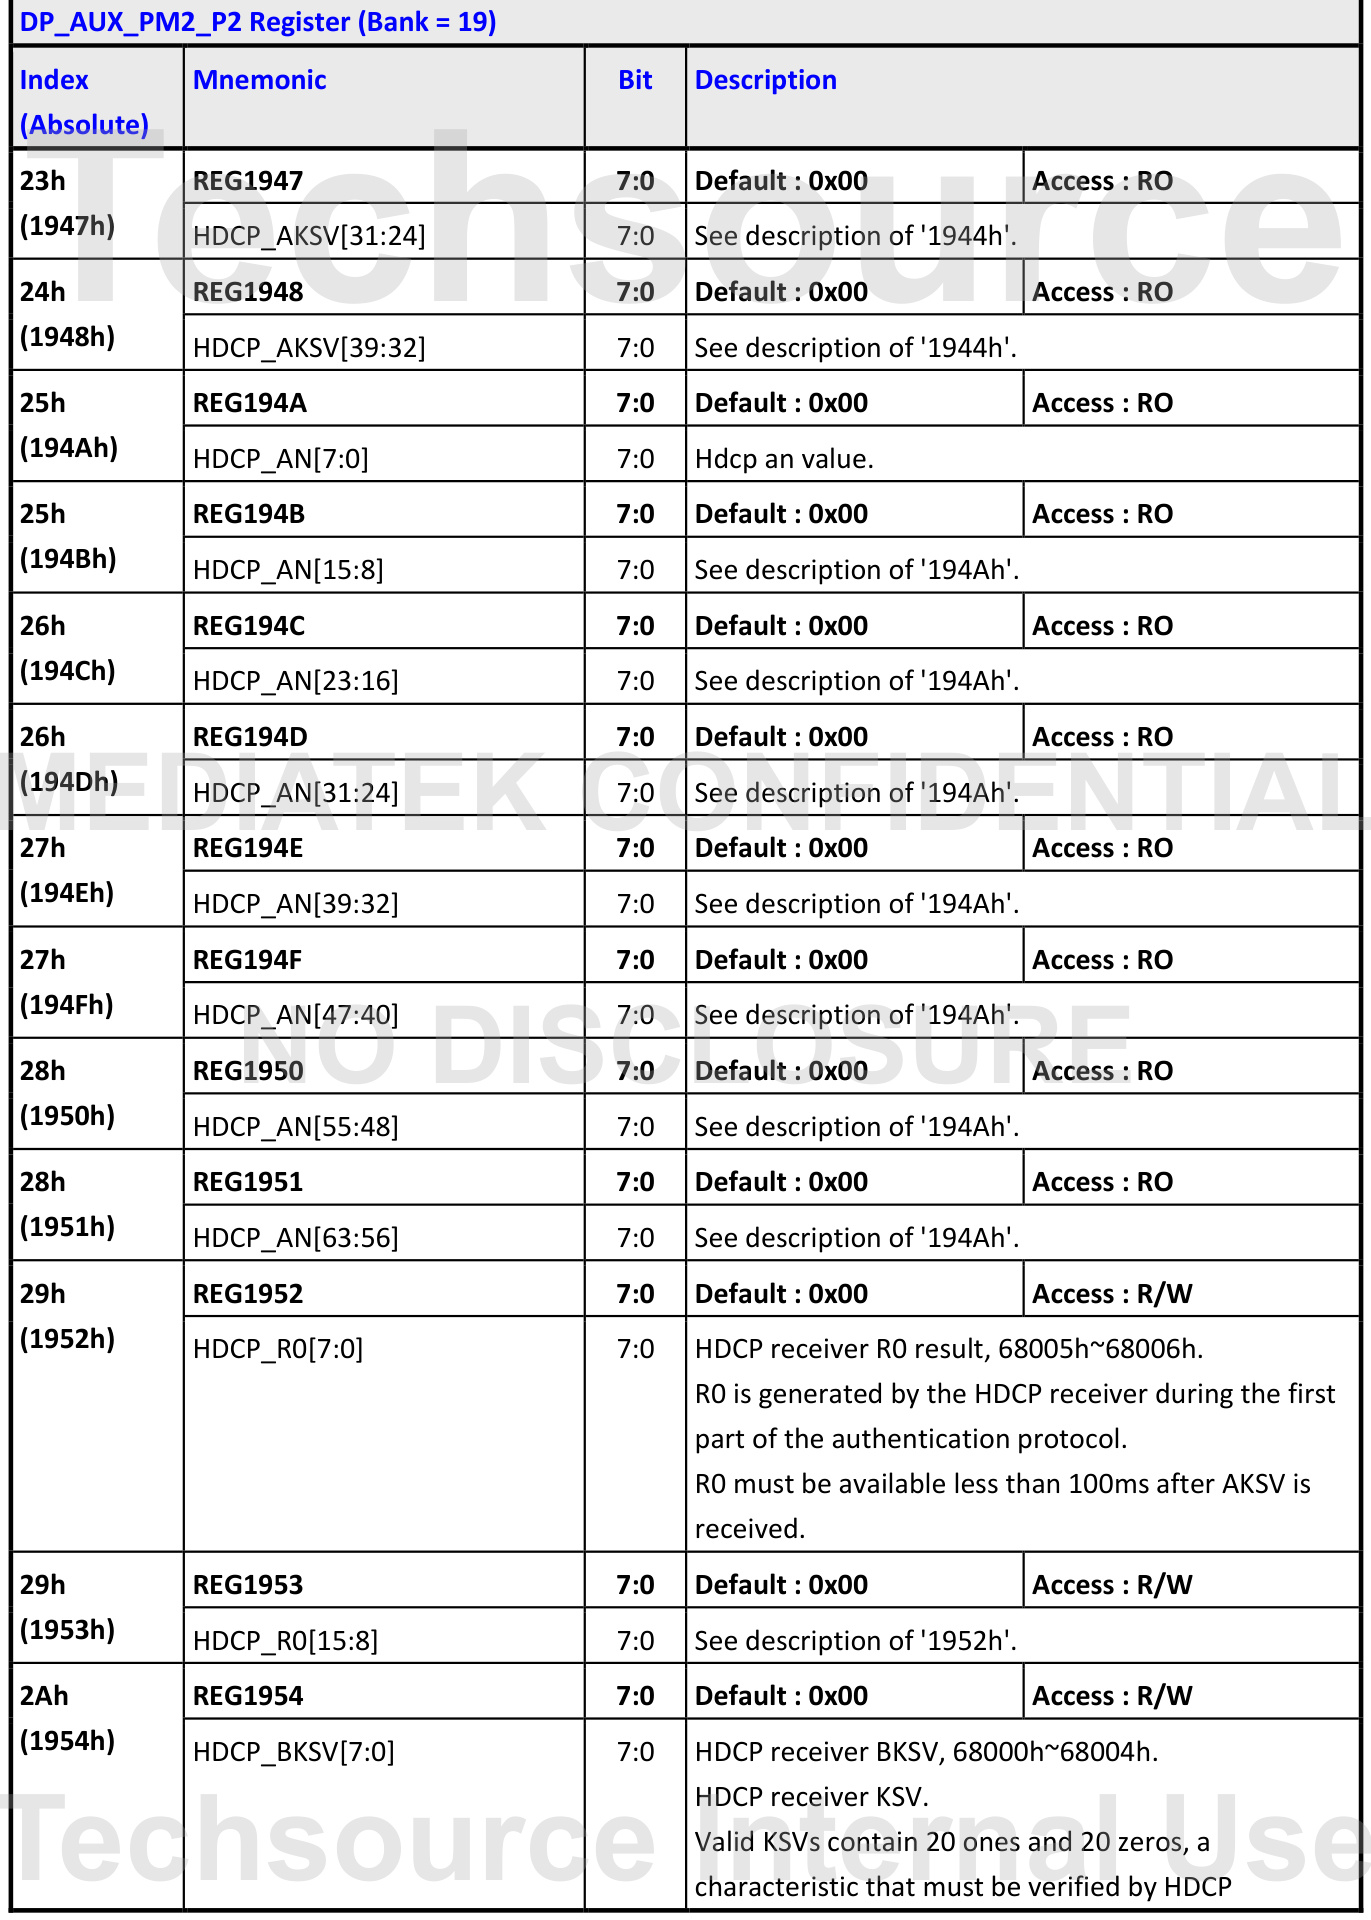 DP_AUX_PM2_P2 Register (Bank = 19)
Index (Absolute) Mnemonic Bit Description
23h (1947h) REG1947 7:0 Default : 0x00 Access : RO
HDCP_AKSV[31:24] 7:0 See description of '1944h'.
24h (1948h) REG1948 7:0 Default : 0x00 Access : RO
HDCP_AKSV[39:32] 7:0 See description of '1944h'.
25h (194Ah) REG194A 7:0 Default : 0x00 Access : RO
HDCP_AN[7:0] 7:0 Hdcp an value.
25h (194Bh) REG194B 7:0 Default : 0x00 Access : RO
HDCP_AN[15:8] 7:0 See description of '194Ah'.
26h (194Ch) REG194C 7:0 Default : 0x00 Access : RO
HDCP_AN[23:16] 7:0 See description of '194Ah'.
26h (194Dh) REG194D 7:0 Default : 0x00 Access : RO
HDCP_AN[31:24] 7:0 See description of '194Ah'.
27h (194Eh) REG194E 7:0 Default : 0x00 Access : RO
HDCP_AN[39:32] 7:0 See description of '194Ah'.
27h (194Fh) REG194F 7:0 Default : 0x00 Access : RO
HDCP_AN[47:40] 7:0 See description of '194Ah'.
28h (1950h) REG1950 7:0 Default : 0x00 Access : RO
HDCP_AN[55:48] 7:0 See description of '194Ah'.
28h (1951h) REG1951 7:0 Default : 0x00 Access : RO
HDCP_AN[63:56] 7:0 See description of '194Ah'.
29h (1952h) REG1952 7:0 Default : 0x00 Access : R/W
HDCP_R0[7:0] 7:0 HDCP receiver R0 result, 68005h~68006h.
R0 is generated by the HDCP receiver during the first
part of the authentication protocol.
R0 must be available less than 100ms after AKSV is
received.
29h (1953h) REG1953 7:0 Default : 0x00 Access : R/W
HDCP_R0[15:8] 7:0 See description of '1952h'.
2Ah (1954h) REG1954 7:0 Default : 0x00 Access : R/W
HDCP_BKSV[7:0] 7:0 HDCP receiver BKSV, 68000h~68004h.
HDCP receiver KSV.
Valid KSVs contain 20 ones and 20 zeros, a
characteristic that must be verified by HDCP
Techsource
MEDIATEK CONFIDENTIAL
NO DISCLOSURE
Techsource Internal Use